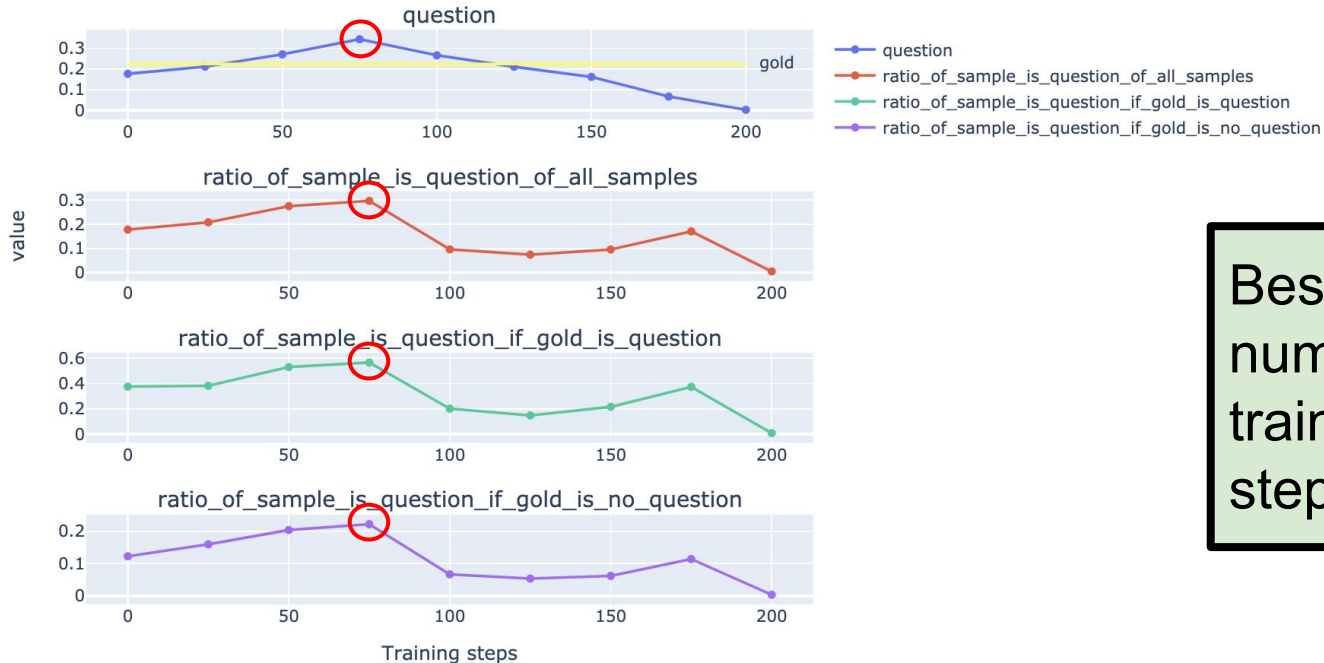 question
0.3
0.2
0.1
0
gold
0
50
100
150
200
question
ratio_of_sample_is_question_of_all_samples
ratio_of_sample_is_question_if_gold_is_question
ratio_of_sample_is_question_if_gold_is_no_question
value
ratio_of_sample_is_question_of_all_samples
0.3
0.2
0.1
0
0
50
100
150
200
ratio_of_sample_is_question_if_gold_is_question
0.6
0.4
0.2
0
0
50
100
150
200
ratio_of_sample_is_question_if_gold_is_no_question
0.2
0.1
0
0
50
100
150
200
Training steps
Bes
num
train
step